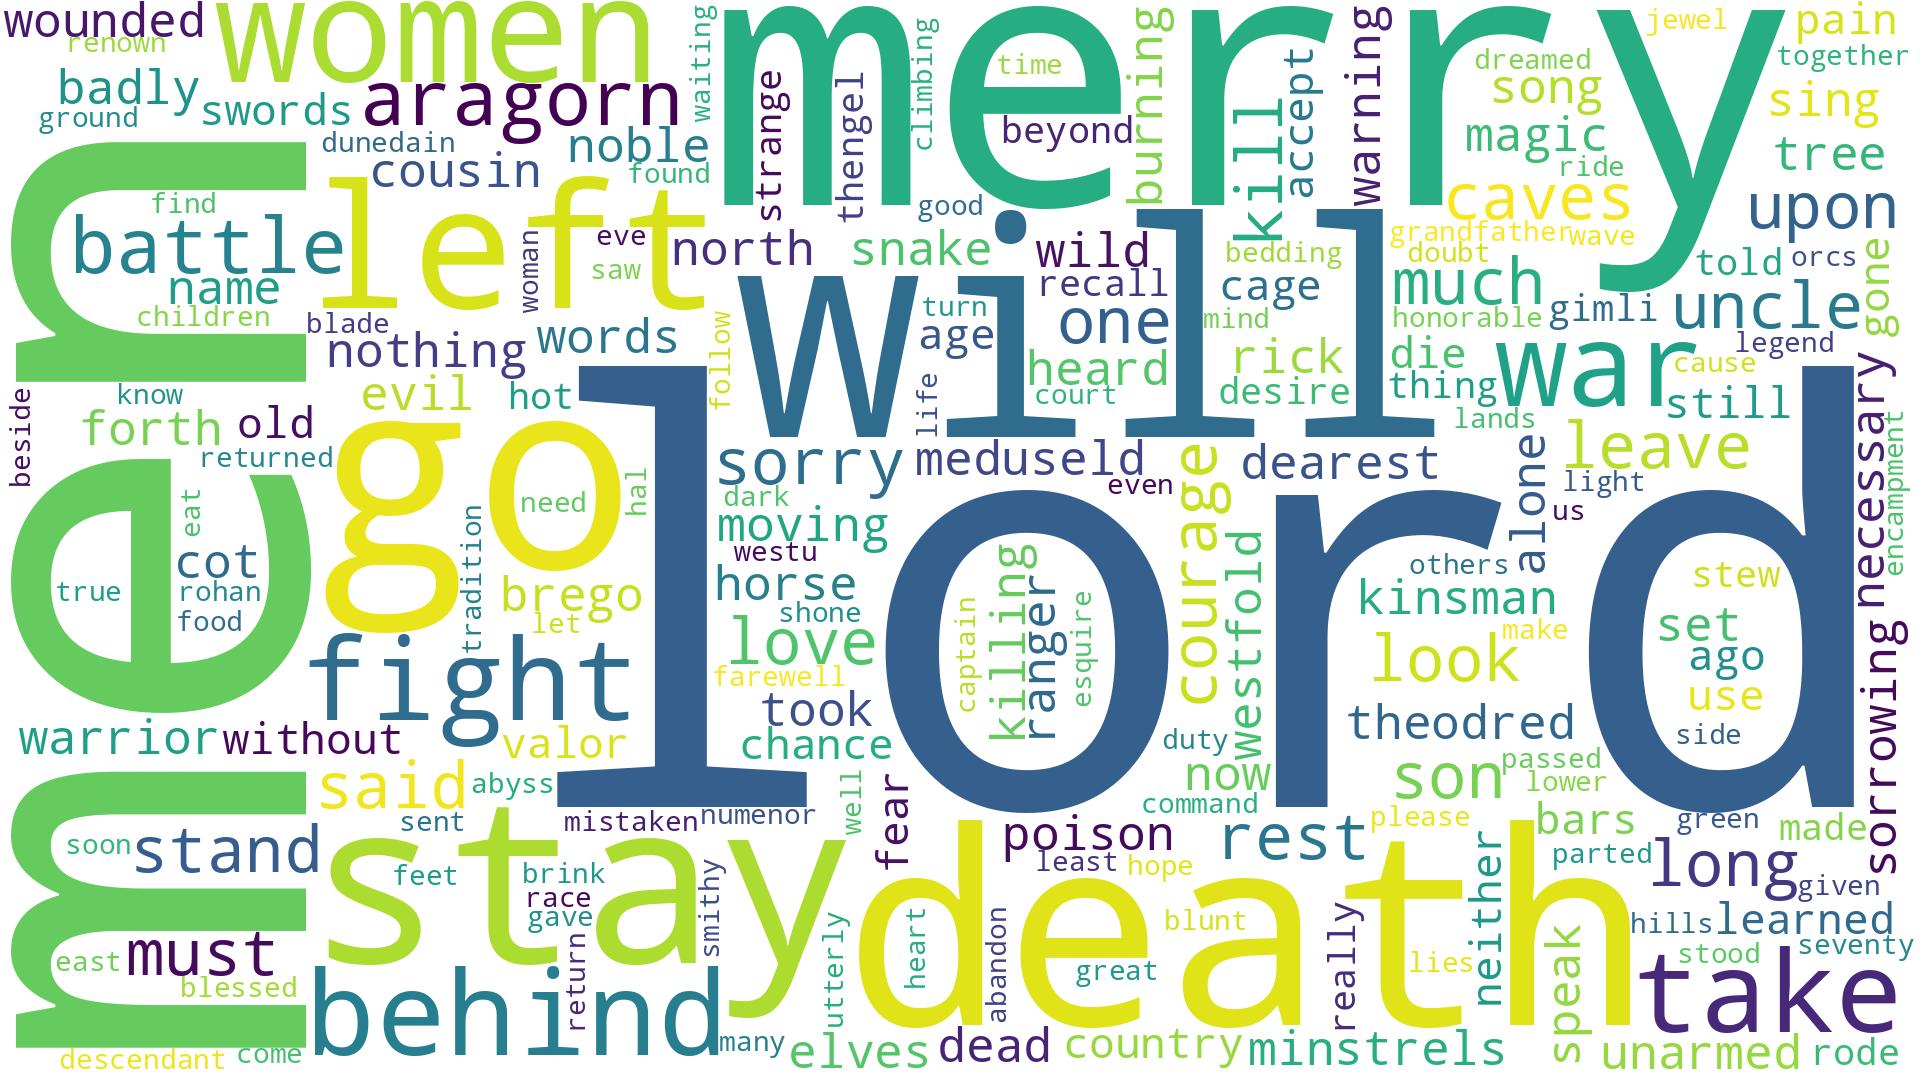 wounded
women
merry
renown
waiting
time
burning
warning
jewel
pain
together
badly
swords
aragorn
climbing
accept
dreamed
song
sing
ground
strange
thengel
beyond
kill
magic
tree
dunedain
noble
cousin
found
ride
men
left
find
good
caves
upon
battle
woman
eve
north
snake
will
wild
bedding
grandfather
wave
doubt
told
orcs
gone
name
saw
recall
cage
much
children
blade
follow
turn
mind
honorable
gimli
uncle
nothing
words
age
one
rick
die
war
legend
beside
know
evil
hot
life
heard
court
desire
thing
cause
still
neccessary
forth
old
go
lands
returned
sorry
meduseld
dearest
alone
leave
encampment
eat
need
hal
lord
dark
even
courage
light
us
cot
tradition
moving
westu
westfold
true
rohan
brego
horse
killing
others
stew
food
let
shone
captain
ranger
esquire
kinsman
make
set
fight
love
look
ago
sorrowing
farewell
use
warrior
without
valor
took
chance
duty
theodred
side
said
abyss
well
fear
now
son
passed
lower
soon
stand
sent
stay
mistaken
numenor
command
please
bars
green
made
feet
brink
smithy
poison
rest
neither
parted
long
race
least
hope
death
given
gave
utterly
heart
abandon
blunt
really
speak
hills
learned
east
must
return
great
lies
stood
seventy
blessed
behind
take
descendant
come
many
elves
dead
country
minstrels
unarmed
rode